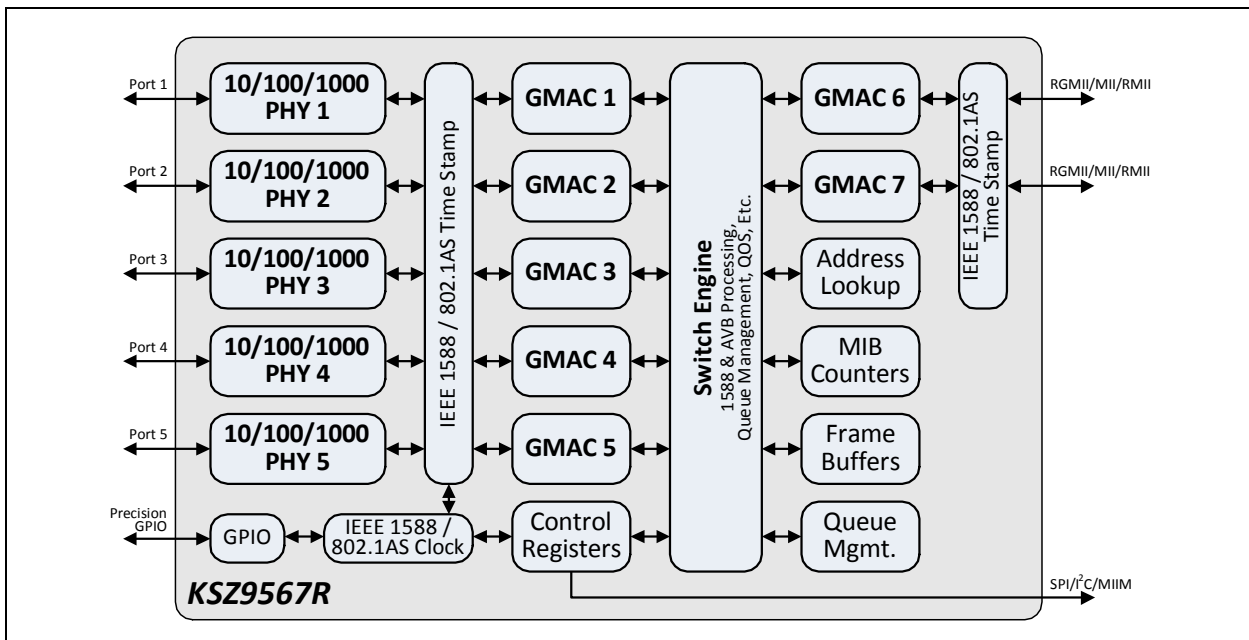 Port 1
10/100/1000
PHY 1
GMAC 1
GMAC 6
RGMII/MII/RMII
Port 2
10/100/1000
PHY 2
GMAC 2
GMAC 7
RGMII/MII/RMII
Port 3
10/100/1000
PHY 3
GMAC 3
Address
Lookup
Port 4
10/100/1000
PHY 4
GMAC 4
MIB
Counters
Port 5
10/100/1000
PHY 5
GMAC 5
Frame
Buffers
IEEE 1588 / 802.1AS Time Stamp
Switch Engine
1588 & AVB Processing,
Queue Management, QOS, Etc.
IEEE 1588 / 802.1AS
Time Stamp
Precision
GPIO
GPIO
IEEE 1588 /
802.1AS Clock
Control
Registers
Queue
Mgmt.
KSZ9567R
SPI/I²C/MIIM